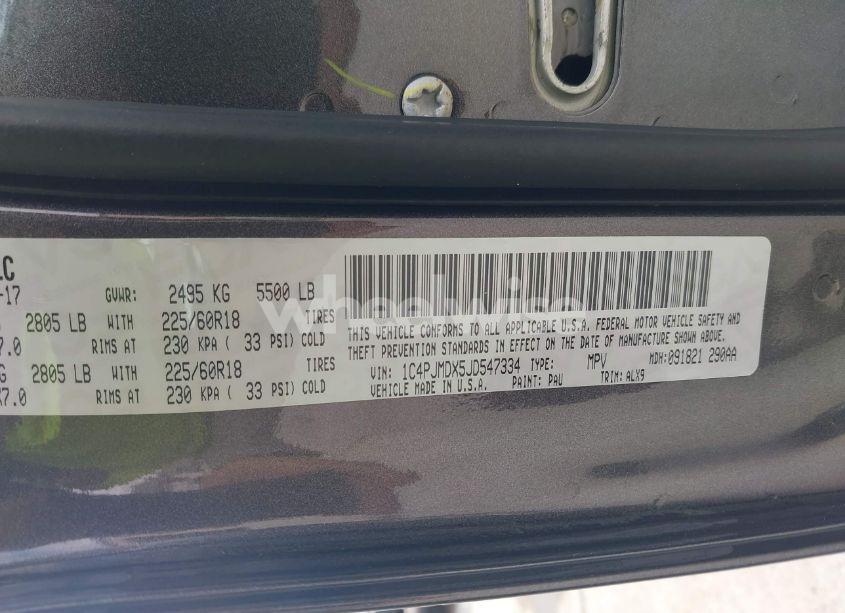 LC
-17 GVWR: 2495 KG 5500 LB
2805 LB WITH 225/60R18 TIRES
X7.0 RIMS AT 230 KPA ( 33 PSI) COLD
G 2805 LB WITH 225/60R18 TIRES
X7.0 RIMS AT 230 KPA ( 33 PSI) COLD
THIS VEHICLE CONFORMS TO ALL APPLICABLE U.S.A. FEDERAL MOTOR VEHICLE SAFETY AND
THEFT PREVENTION STANDARDS IN EFFECT ON THE DATE OF MANUFACTURE SHOWN ABOVE.
VIN: 1C4PJMDX5JD547334 TYPE: MPV MDH:091821 290AA
VEHICLE MADE IN U.S.A. PAINT: PAU TRIM: ALX9
wheelwise